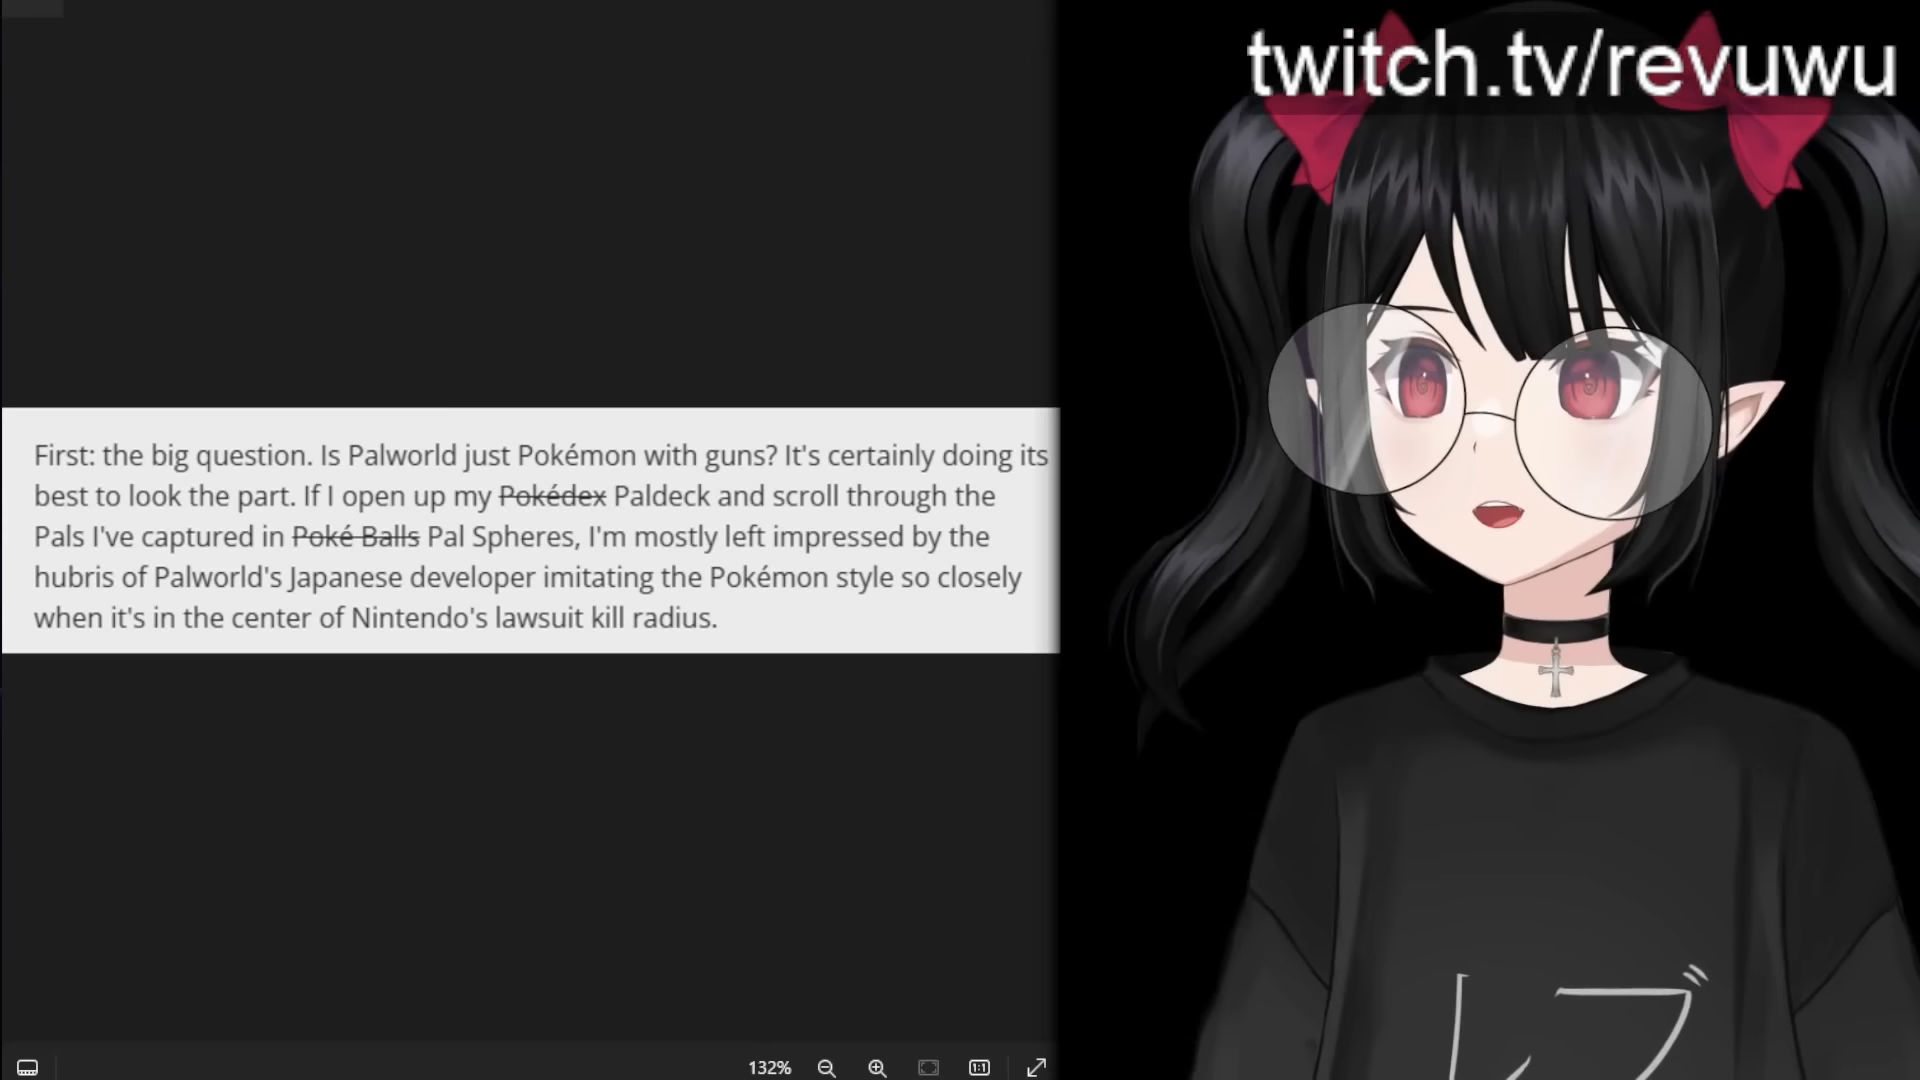 twitch.tv/revuwu
First: the big question. Is Palworld just Pokémon with guns? It's certainly doing its
best to look the part. If I open up my Pokédex Paldeck and scroll through the
Pals I've captured in Poké Balls Pal Spheres, I'm mostly left impressed by the
hubris of Palworld's Japanese developer imitating the Pokémon style so closely
when it's in the center of Nintendo's lawsuit kill radius.
レブ
132%
1:1